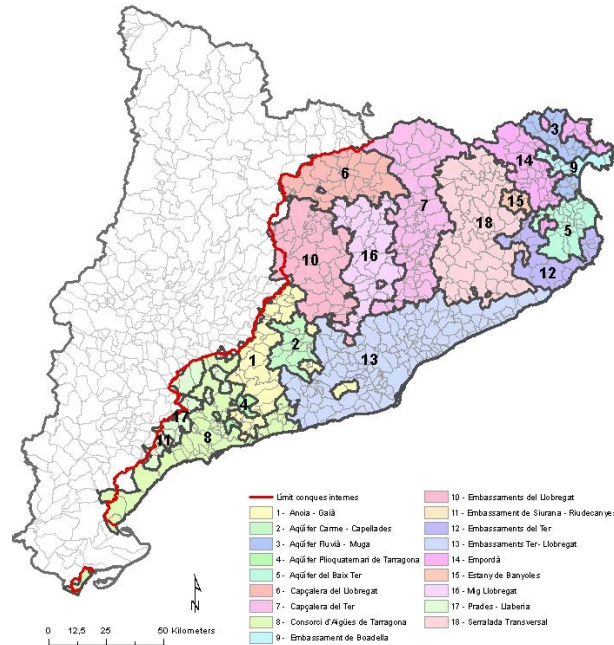 3
14
9
6
15
7
18
5
16
10
12
2
1
13
4
17
11
8
Límit conques internes
1 - Anoia - Gaià
2 - Aqüífer Carme - Capellades
3 - Aqüífer Fluvià - Muga
4 - Aqüífer Plioquaternari de Tarragona
5 - Aqüífer del Baix Ter
6 - Capçalera del Llobregat
7 - Capçalera del Ter
8 - Consorci d'Aigües de Tarragona
9 - Embassament de Boadella
10 - Embassaments del Llobregat
11 - Embassament de Siurana - Riudecanyes
12 - Embassaments del Ter
13 - Embassaments Ter- Llobregat
14 - Empordà
15 - Estany de Banyoles
16 - Mig Llobregat
17 - Prades - Llaberia
18 - Serralada Transversal
N
0 12,5 25 50 Kilometers